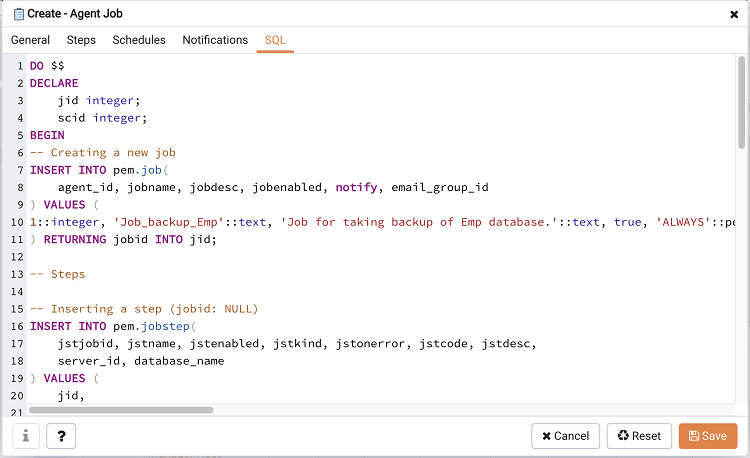 Create - Agent Job
General Steps Schedules Notifications SQL
1 DO $$
2 DECLARE
3 jid integer;
4 scid integer;
5 BEGIN
6 -- Creating a new job
7 INSERT INTO pem.job(
8 agent_id, jobname, jobdesc, jobenabled, notify, email_group_id
9 ) VALUES (
10 1::integer, 'Job_backup_Emp'::text, 'Job for taking backup of Emp database.'::text, true, 'ALWAYS'::pe
11 ) RETURNING jobid INTO jid;
12
13 -- Steps
14
15 -- Inserting a step (jobid: NULL)
16 INSERT INTO pem.jobstep(
17 jstjobid, jstname, jstenabled, jstkind, jstonerror, jstcode, jstdesc,
18 server_id, database_name
19 ) VALUES (
20 jid,
21
i ? Cancel Reset Save